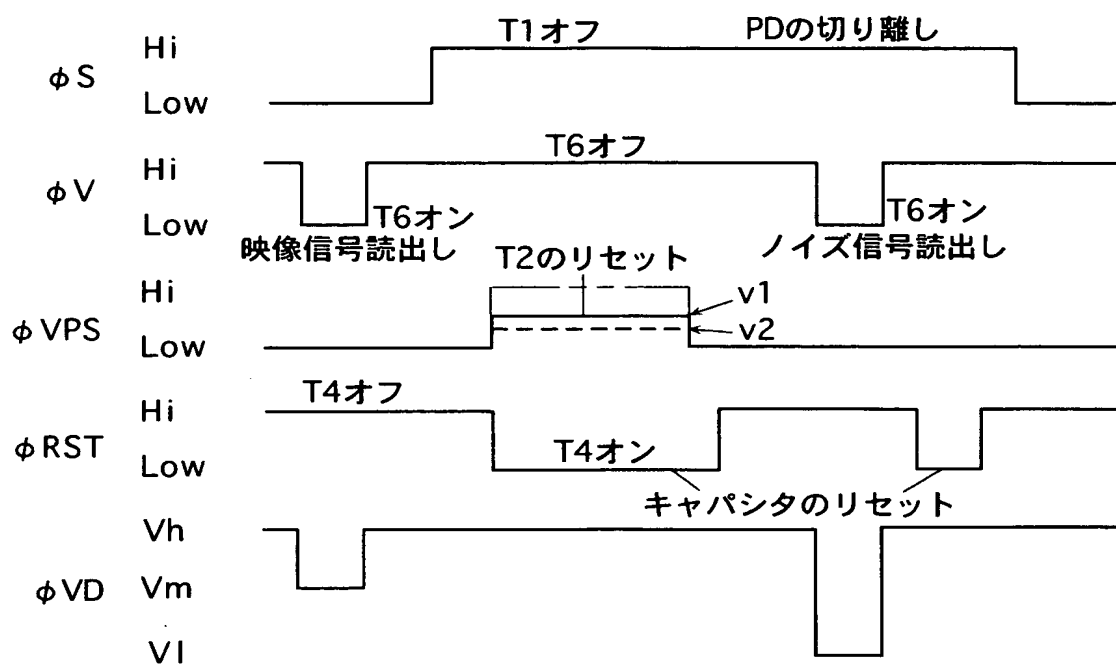 T1オフ PDの切り離し
Hi
φS
Low
T6オフ
Hi
φV
Low
T6オン T6オン
映像信号読出し ノイズ信号読出し
T2のリセット
Hi
v1
φVPS
v2
Low
T4オフ
Hi
φRST
T4オン
Low
キャパシタのリセット
Vh
φVD Vm
Vl